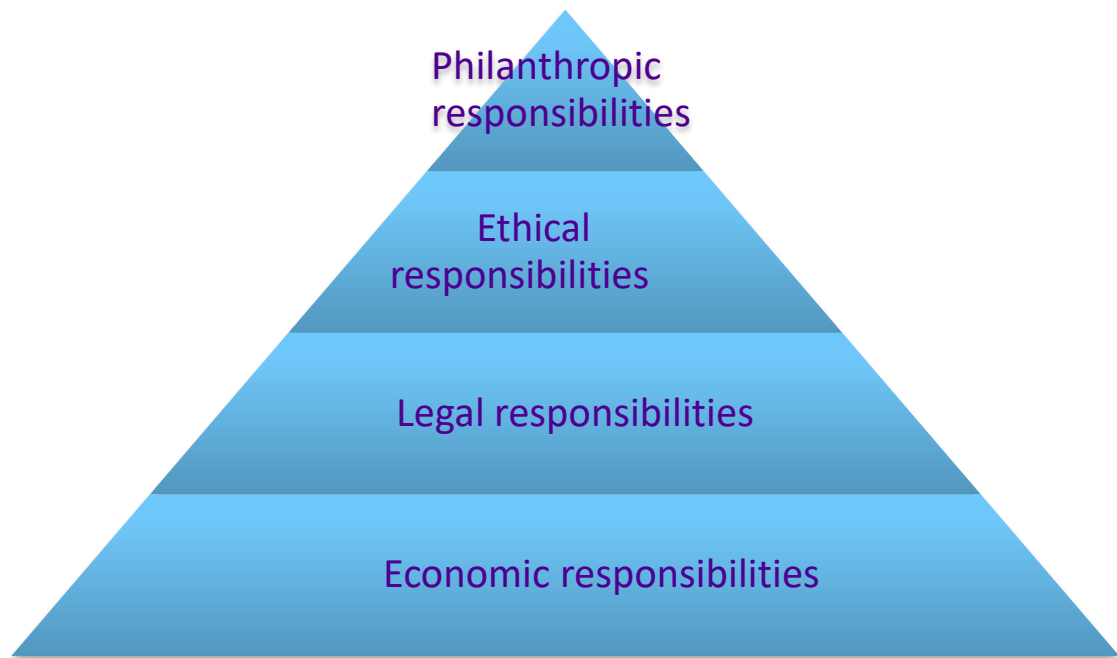 Philanthropic
responsibilities
Ethical
responsibilities
Legal responsibilities
Economic responsibilities